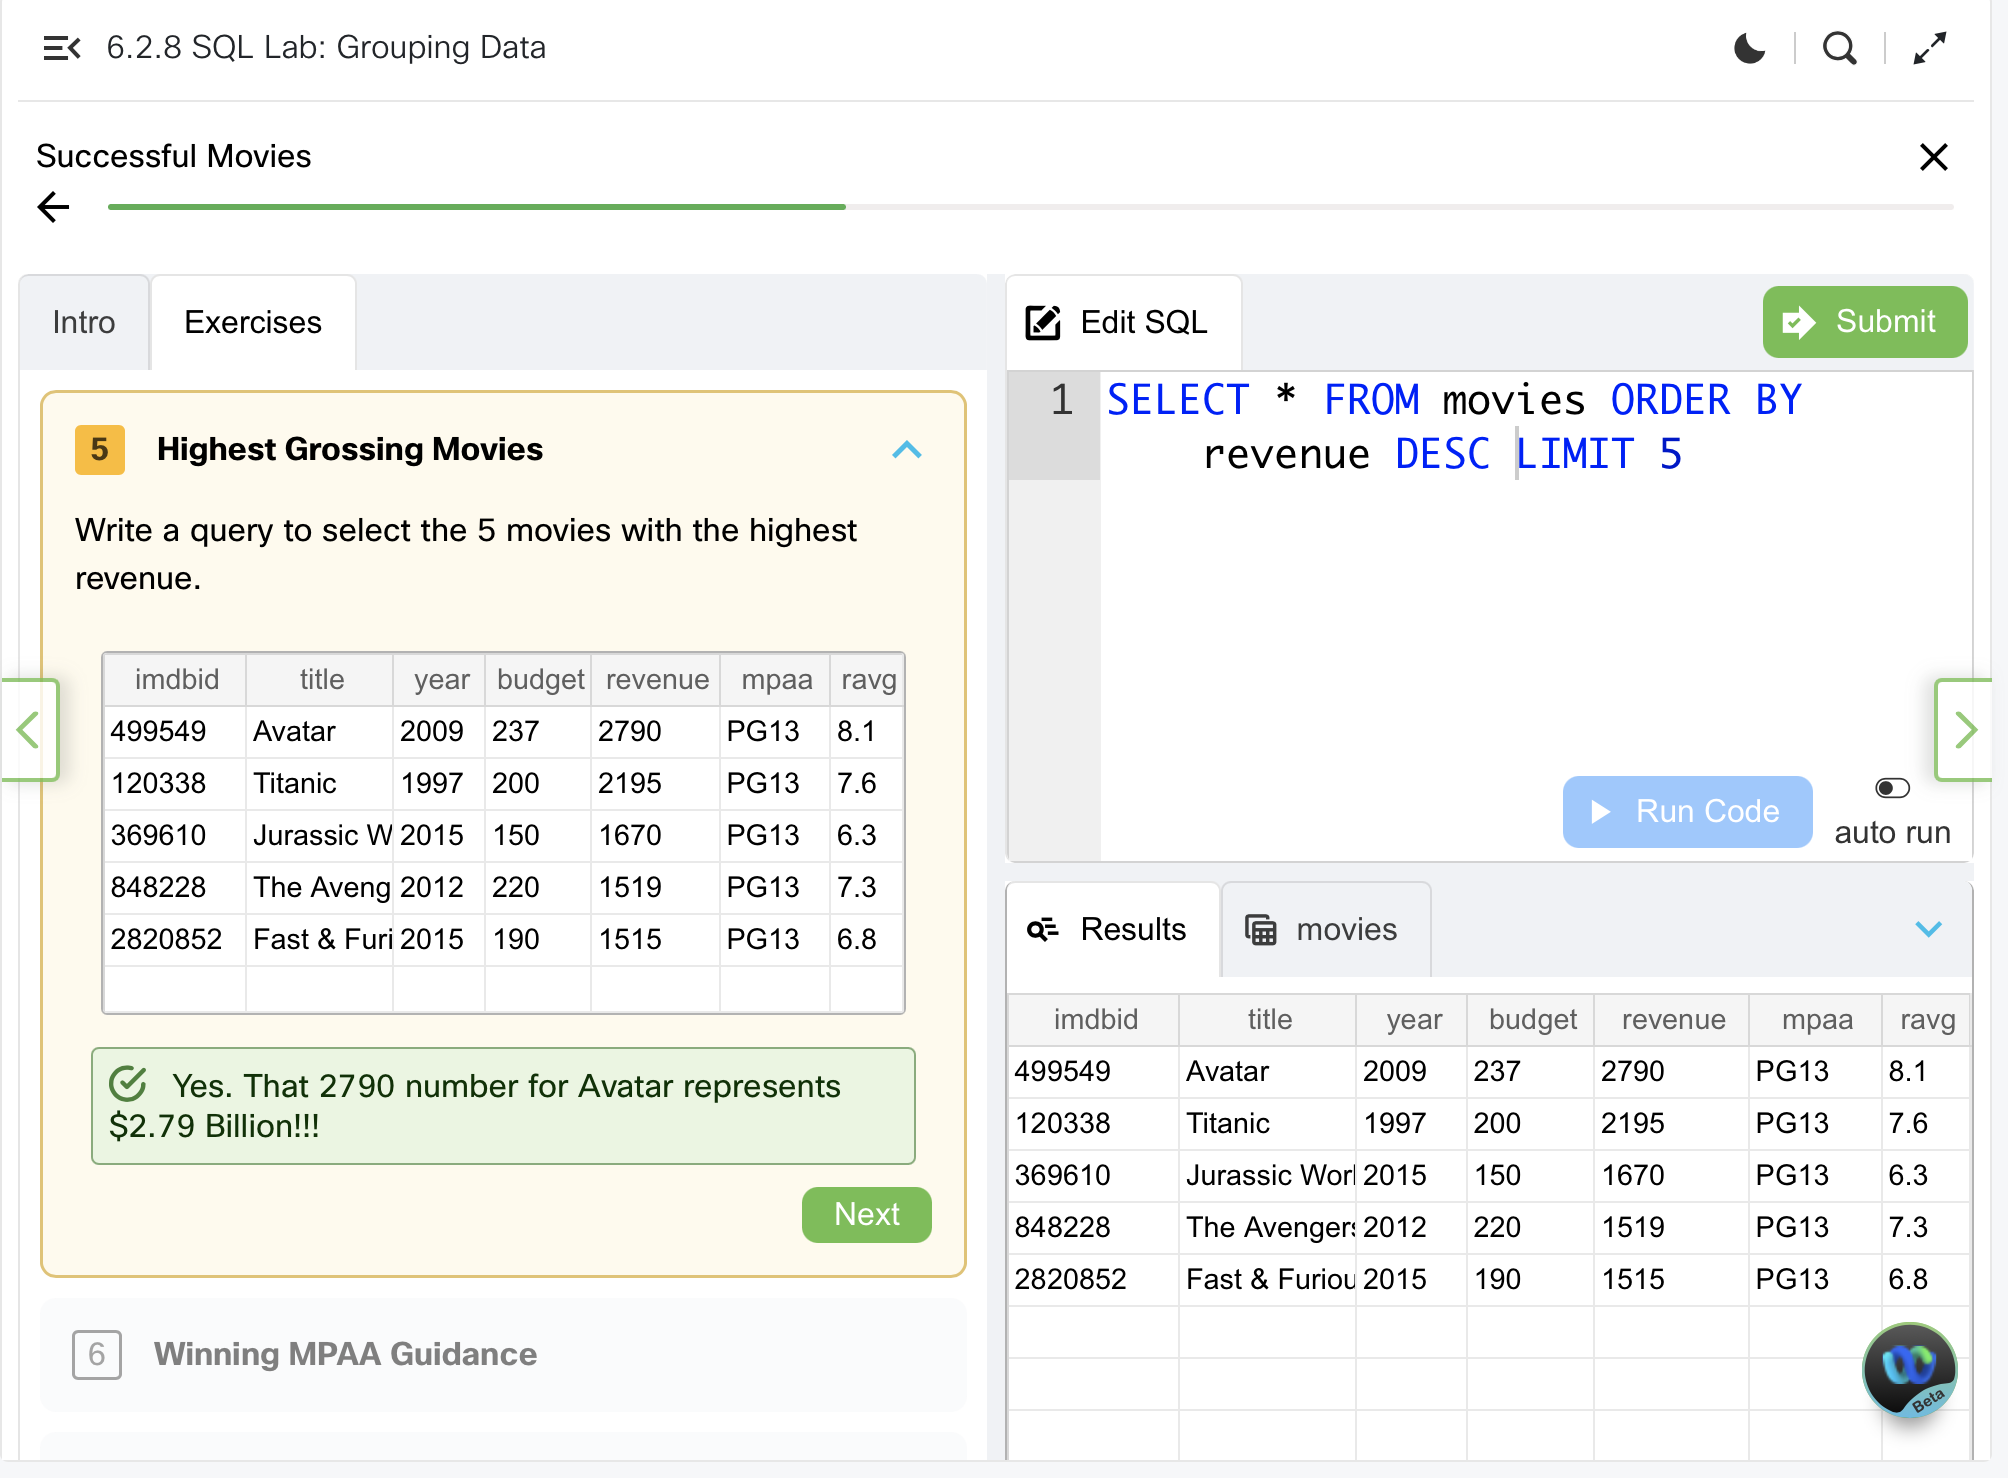 6.2.8 SQL Lab: Grouping Data
Successful Movies
Intro
Exercises
5
Highest Grossing Movies
Write a query to select the 5 movies with the highest
revenue.
imdbid title year budget revenue mpaa ravg
499549 Avatar 2009 237 2790 PG13 8.1
120338 Titanic 1997 200 2195 PG13 7.6
369610 Jurassic W 2015 150 1670 PG13 6.3
848228 The Aveng 2012 220 1519 PG13 7.3
2820852 Fast & Furi 2015 190 1515 PG13 6.8
Yes. That 2790 number for Avatar represents
$2.79 Billion!!!
Next
6
Winning MPAA Guidance
Edit SQL
Submit
1
SELECT * FROM movies ORDER BY
revenue DESC LIMIT 5
Run Code
auto run
Results
movies
imdbid title year budget revenue mpaa ravg
499549 Avatar 2009 237 2790 PG13 8.1
120338 Titanic 1997 200 2195 PG13 7.6
369610 Jurassic Worl 2015 150 1670 PG13 6.3
848228 The Avengers 2012 220 1519 PG13 7.3
2820852 Fast & Furiou 2015 190 1515 PG13 6.8
Beta